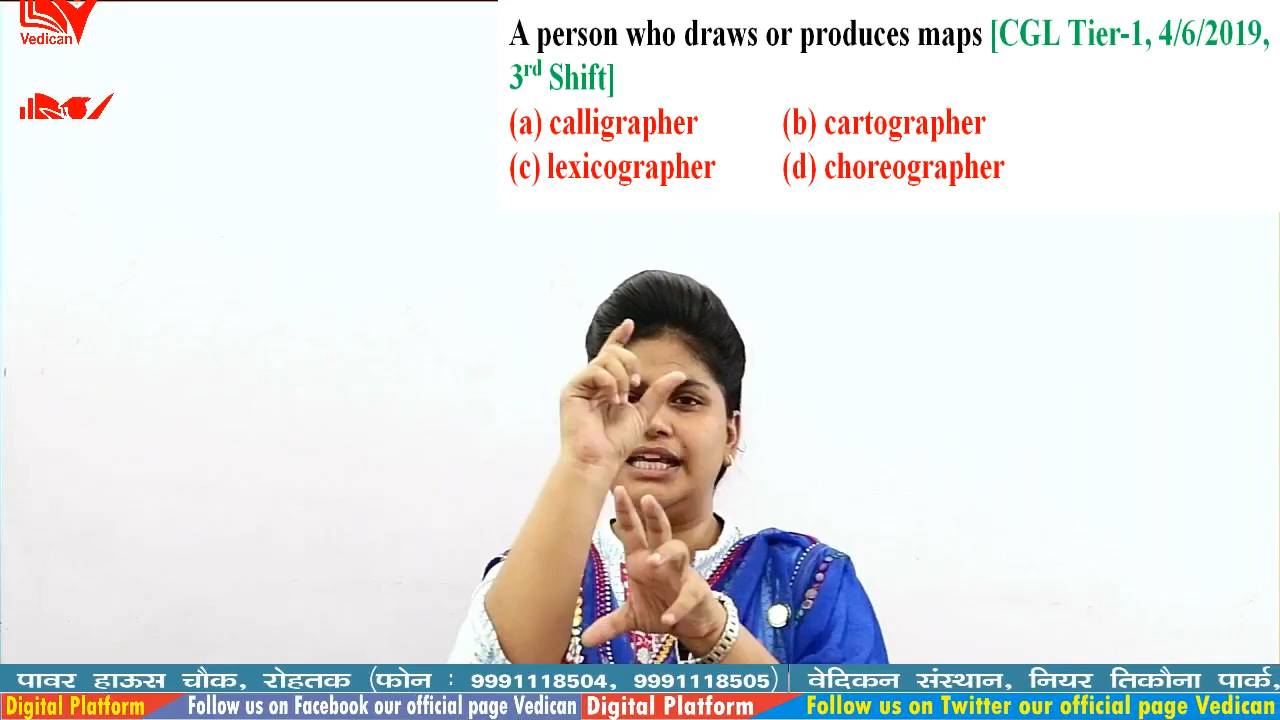 Vedican
A person who draws or produces maps [CGL Tier-1, 4/6/2019,
3rd Shift]
(a) calligrapher (b) cartographer
(c) lexicographer (d) choreographer
पावर हाऊस चौक, रोहतक (फोन : 9991118504, 9991118505) वेदिकन संस्थान, नियर तिकौना पार्क,
Digital Platform Follow us on Facebook our official page Vedican Digital Platform Follow us on Twitter our official page Vedican